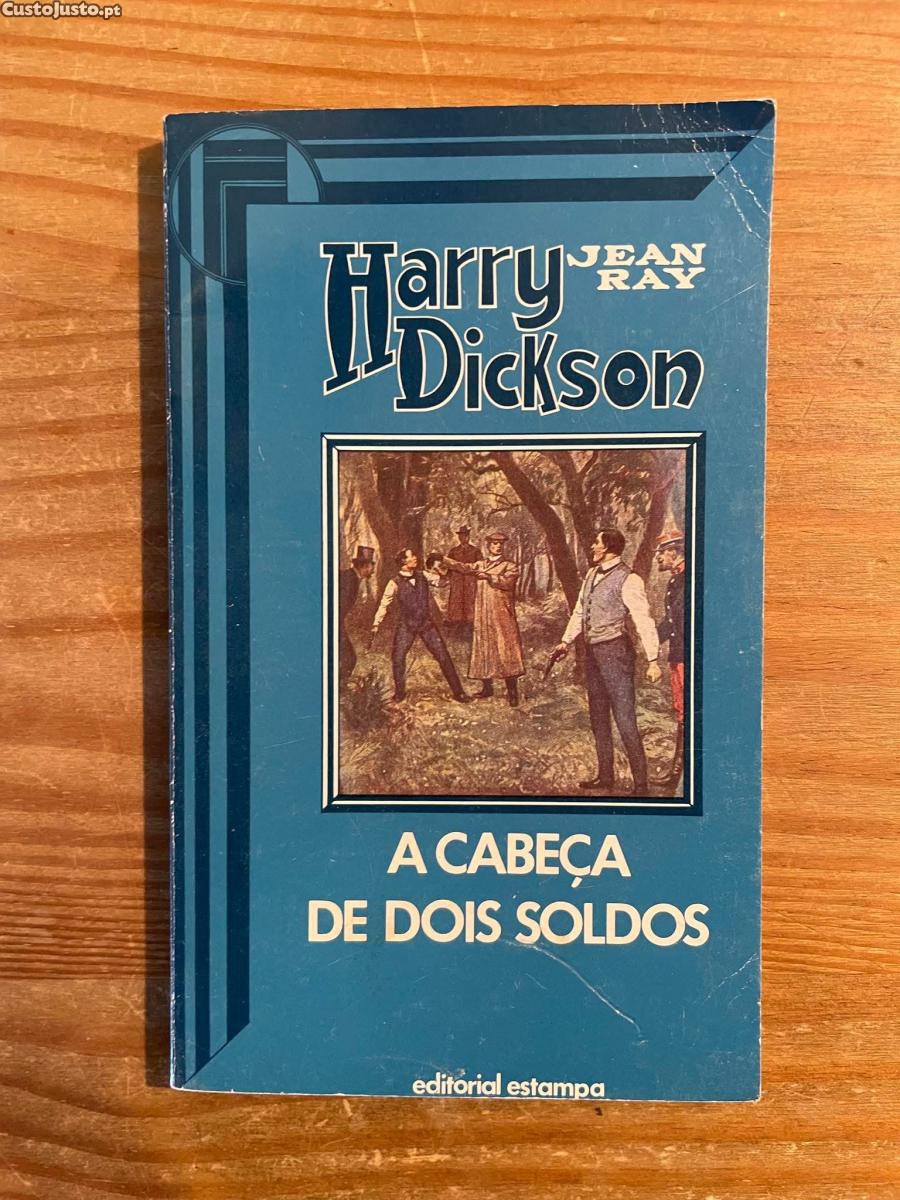 CustoJusto.pt
Harry
JEAN
RAY
Dickson
A CABEÇA
DE DOIS SOLDOS
editorial estampa